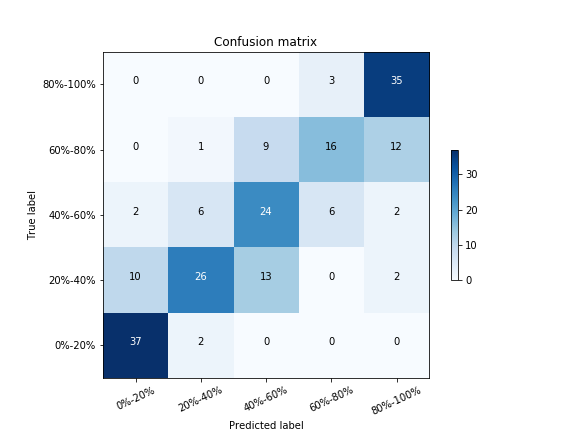 Confusion matrix
80%-100% 0 0 0 3 35
60%-80% 0 1 9 16 12
40%-60% 2 6 24 6 2
20%-40% 10 26 13 0 2
0%-20% 37 2 0 0 0
0%-20% 20%-40% 40%-60% 60%-80% 80%-100%
Predicted label
True label
30
20
10
0